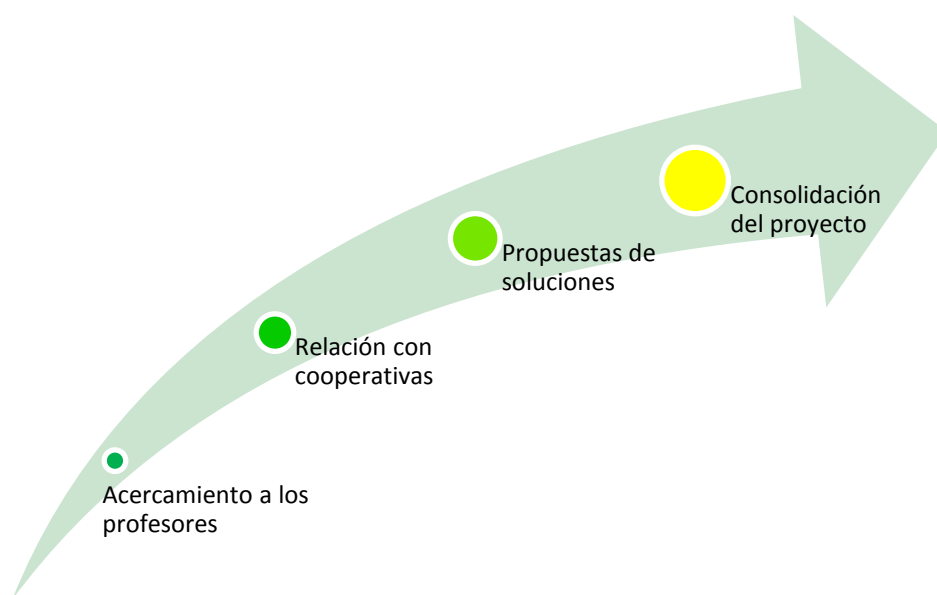 Consolidación
del proyecto
Propuestas de
soluciones
Relación con
cooperativas
Acercamiento a los
profesores